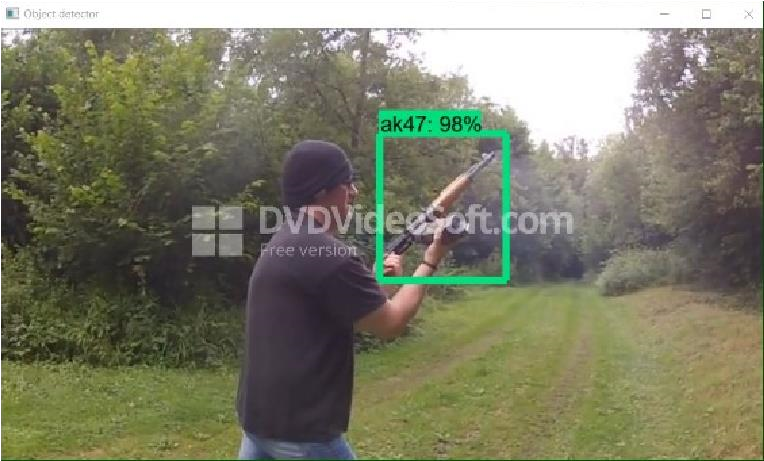 Object detector
ak47: 98%
DVDVideoSoft.com
Free version